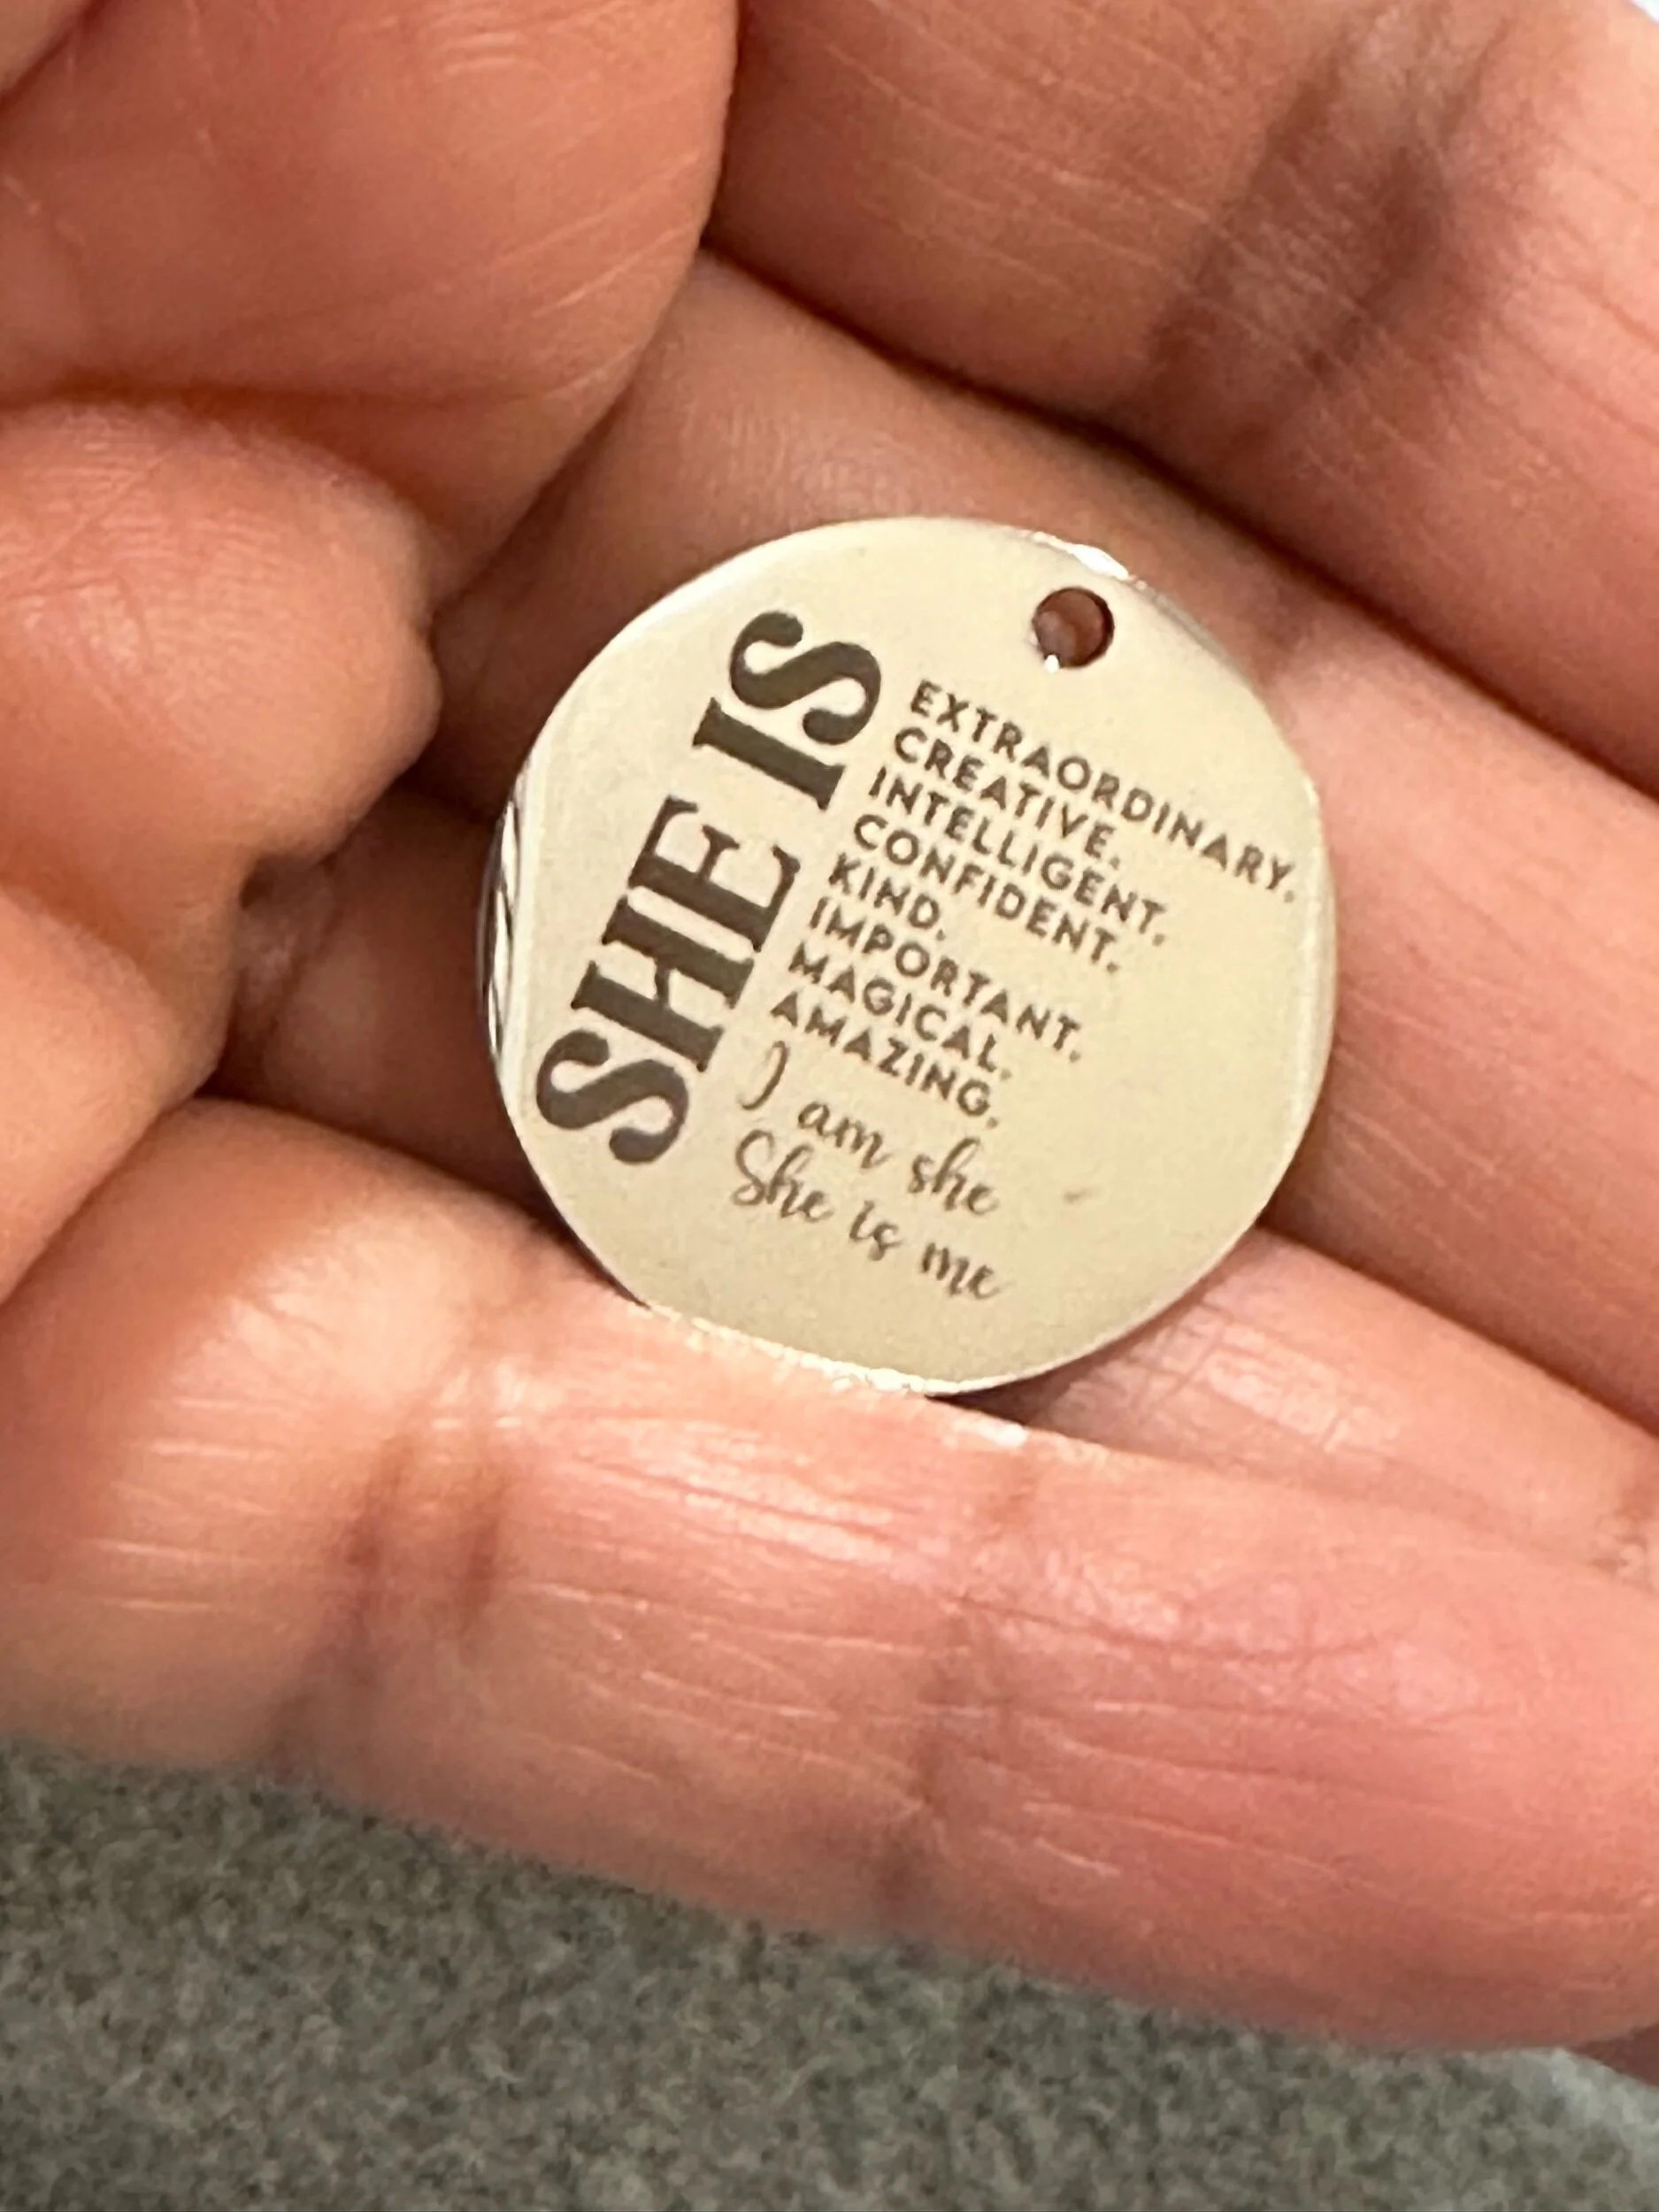 SHE IS
EXTRAORDINARY.
CREATIVE.
INTELLIGENT.
CONFIDENT.
KIND.
IMPORTANT.
MAGICAL.
AMAZING.
I am she
She is me